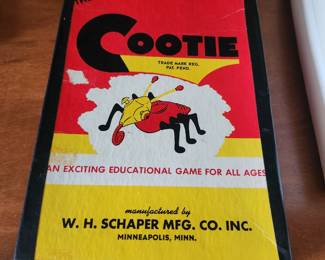 COOTIE
TRADE MARK REG.
PAT. PEND.
AN EXCITING EDUCATIONAL GAME FOR ALL AGES
manufactured by
W. H. SCHAPER MFG. CO. INC.
MINNEAPOLIS, MINN.